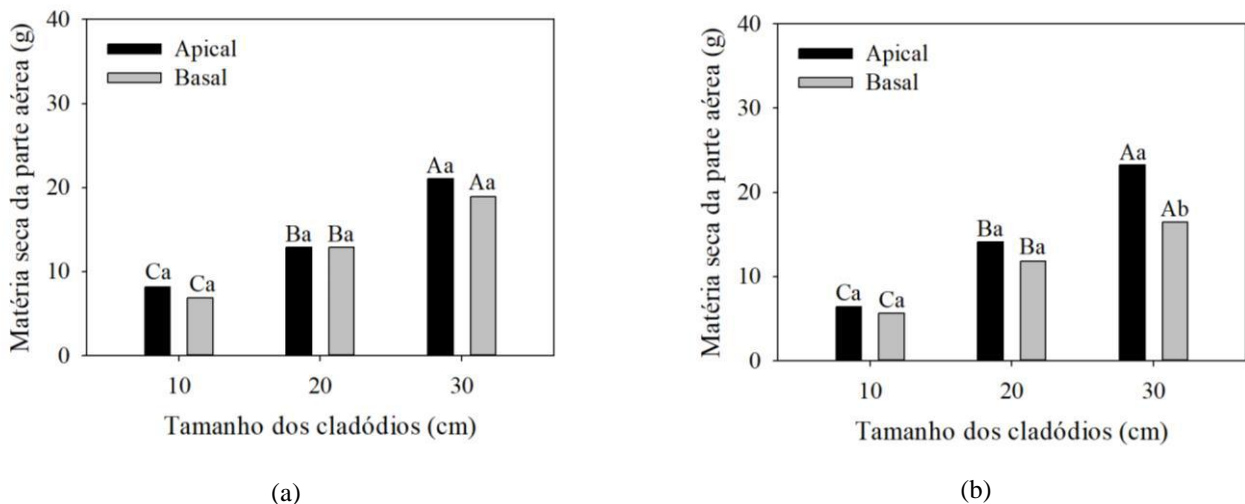 Matéria seca da parte aérea (g)
40
30
20
10
0
Apical
Basal
Ca
Ca
Ba
Ba
Aa
Aa
10
20
30
Tamanho dos cladódios (cm)
(a)
Matéria seca da parte aérea (g)
40
30
20
10
0
Apical
Basal
Ca
Ca
Ba
Ba
Aa
Ab
10
20
30
Tamanho dos cladódios (cm)
(b)